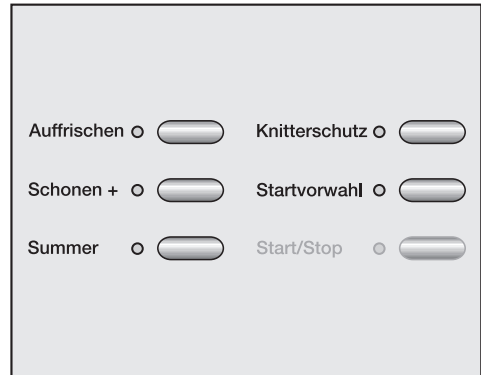 Auffrischen Knitterschutz
Schonen + Startvorwahl
Summer Start/Stop